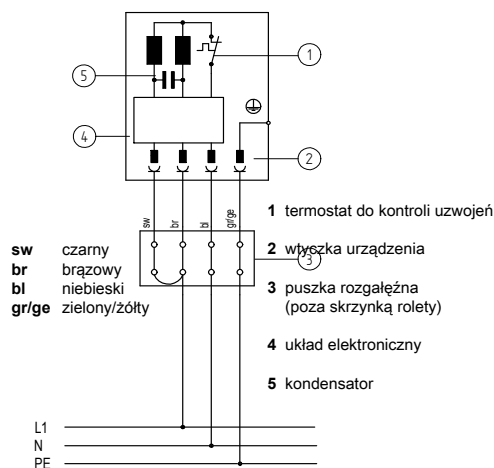 1
5
4
2
sw
br
bl
gr/ge
1 termostat do kontroli uzwojeń
2 wtyczka urządzenia
3
3 puszka rozgałęźna
(poza skrzynką rolety)
4 układ elektroniczny
5 kondensator
sw czarny
br brązowy
bl niebieski
gr/ge zielony/żółty
L1
N
PE